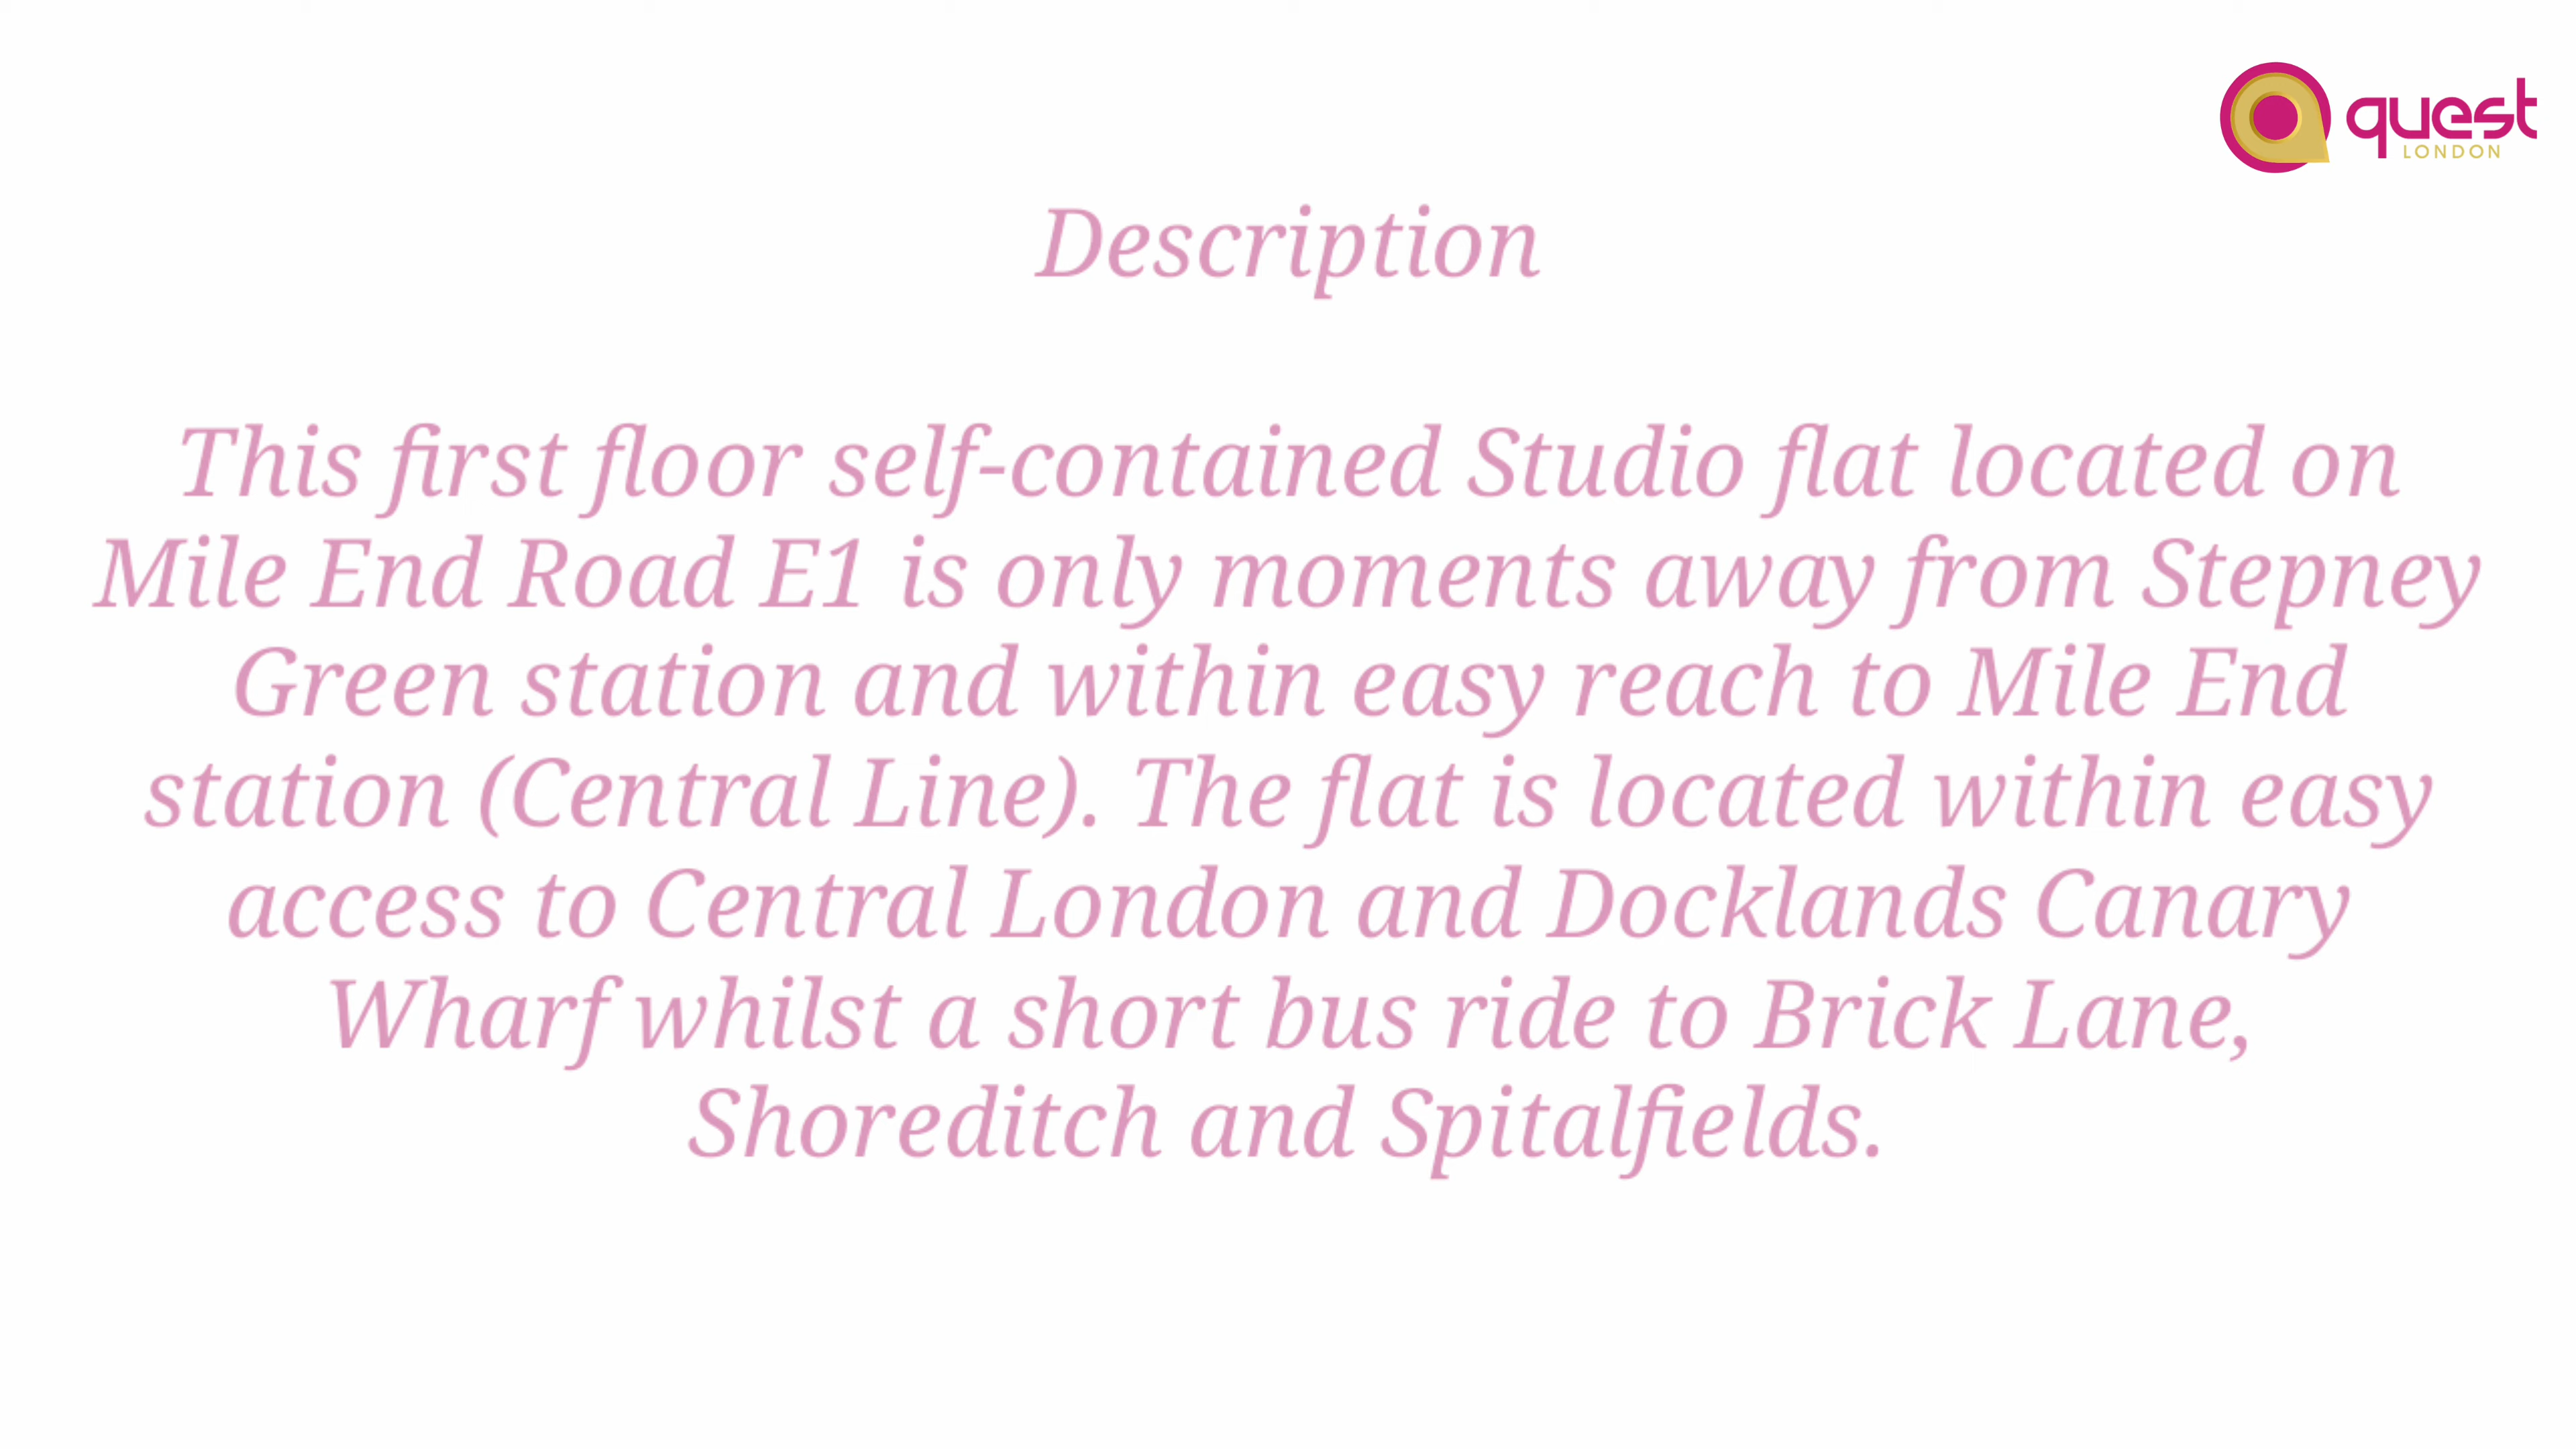 quest
LONDON
Description
This first floor self-contained Studio flat located on
Mile End Road E1 is only moments away from Stepney
Green station and within easy reach to Mile End
station (Central Line). The flat is located within easy
access to Central London and Docklands Canary
Wharf whilst a short bus ride to Brick Lane,
Shoreditch and Spitalfields.